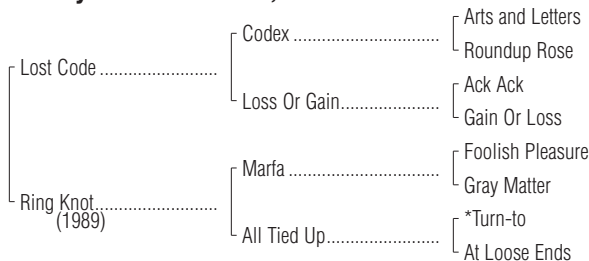 Arts and Letters
Codex
Roundup Rose
Lost Code
Ack Ack
Loss Or Gain
Gain Or Loss
Foolish Pleasure
Marfa
Gray Matter
Ring Knot
(1989)
*Turn-to
All Tied Up
At Loose Ends